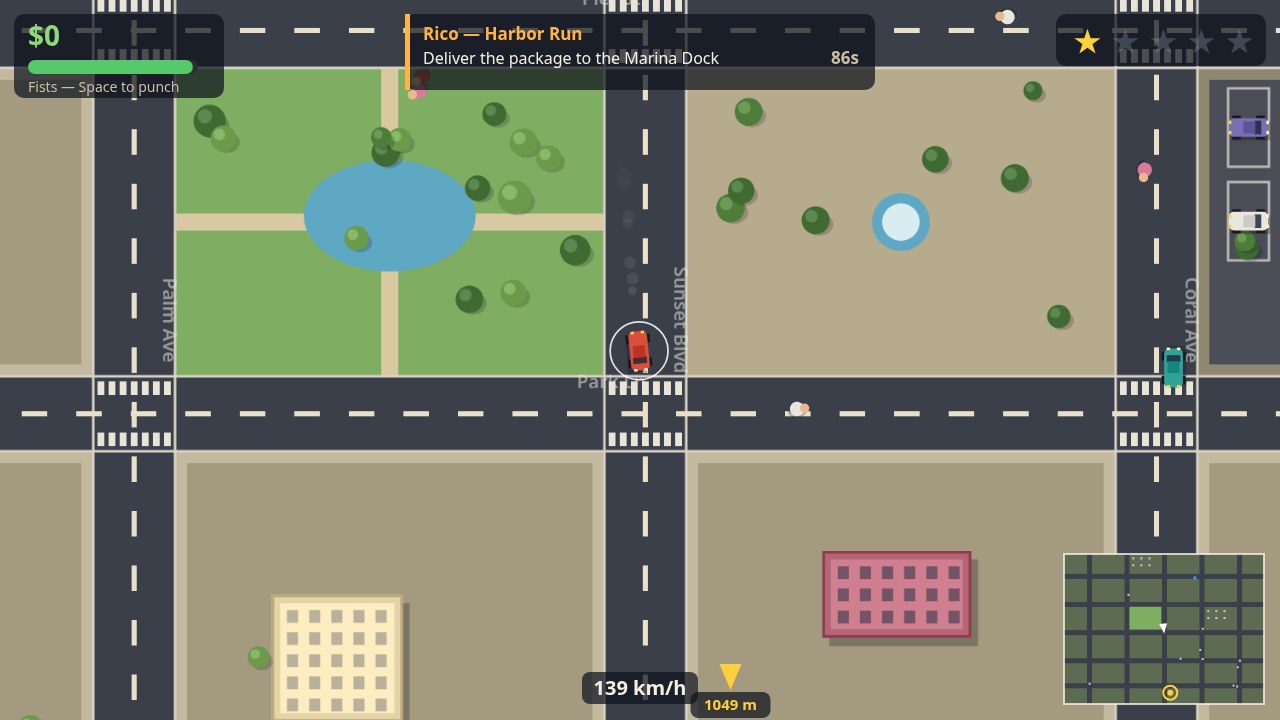 $0
Fists — Space to punch
Rico — Harbor Run
Deliver the package to the Marina Dock
86s
Palm Ave
Sunset Blvd
Coral Ave
139 km/h
1049 m